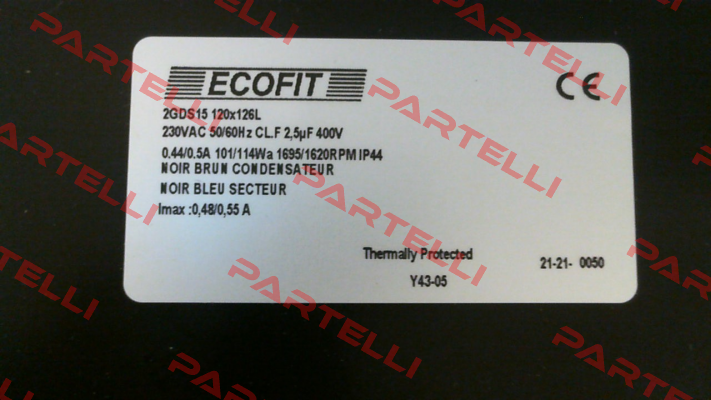 ECOFIT
CE
2GDS15 120x126L
230VAC 50/60Hz CL.F 2,5µF 400V
0.44/0.5A 101/114Wa 1695/1620RPM IP44
NOIR BRUN CONDENSATEUR
NOIR BLEU SECTEUR
Imax :0,48/0,55 A
Thermally Protected
21-21- 0050
Y43-05
PARTELLI
PARTELLI
PARTELLI
PARTELLI
PARTELLI
PARTELLI
PARTELLI
PARTELLI